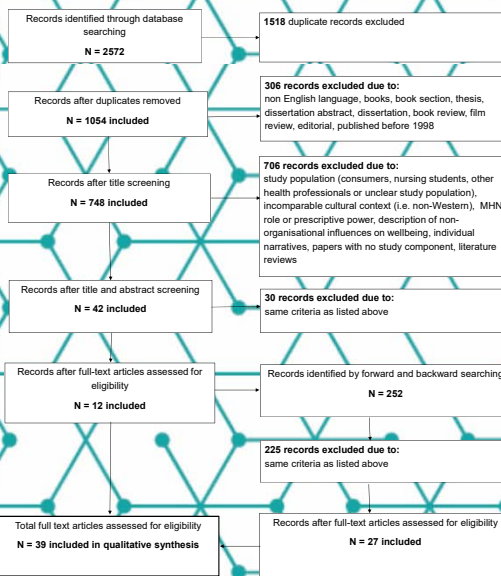 Records identified through database
searching
N = 2572
1518 duplicate records excluded
Records after duplicates removed
N = 1054 included
306 records excluded due to:
non English language, books, book section, thesis,
dissertation abstract, dissertation, book review, film
review, editorial, published before 1998
Records after title screening
N = 748 included
706 records excluded due to:
study population (consumers, nursing students, other
health professionals or unclear study population),
incomparable cultural context (i.e. non-Western), MHN
role or prescriptive power, description of non-
organisational influences on wellbeing, individual
narratives, papers with no study component, literature
reviews
Records after title and abstract screening
N = 42 included
30 records excluded due to:
same criteria as listed above
Records after full-text articles assessed for
eligibility
N = 12 included
Records identified by forward and backward searching
N = 252
225 records excluded due to:
same criteria as listed above
Total full text articles assessed for eligibility
N = 39 included in qualitative synthesis
Records after full-text articles assessed for eligibility
N = 27 included